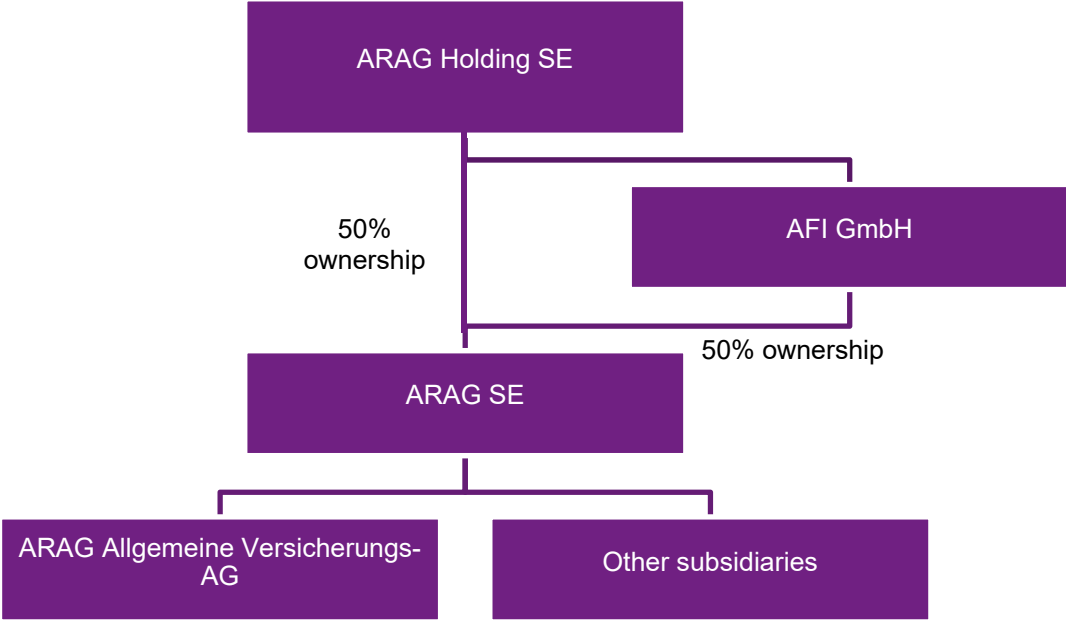 ARAG Holding SE
AFI GmbH
50%
ownership
50% ownership
ARAG SE
ARAG Allgemeine Versicherungs-
AG
Other subsidiaries